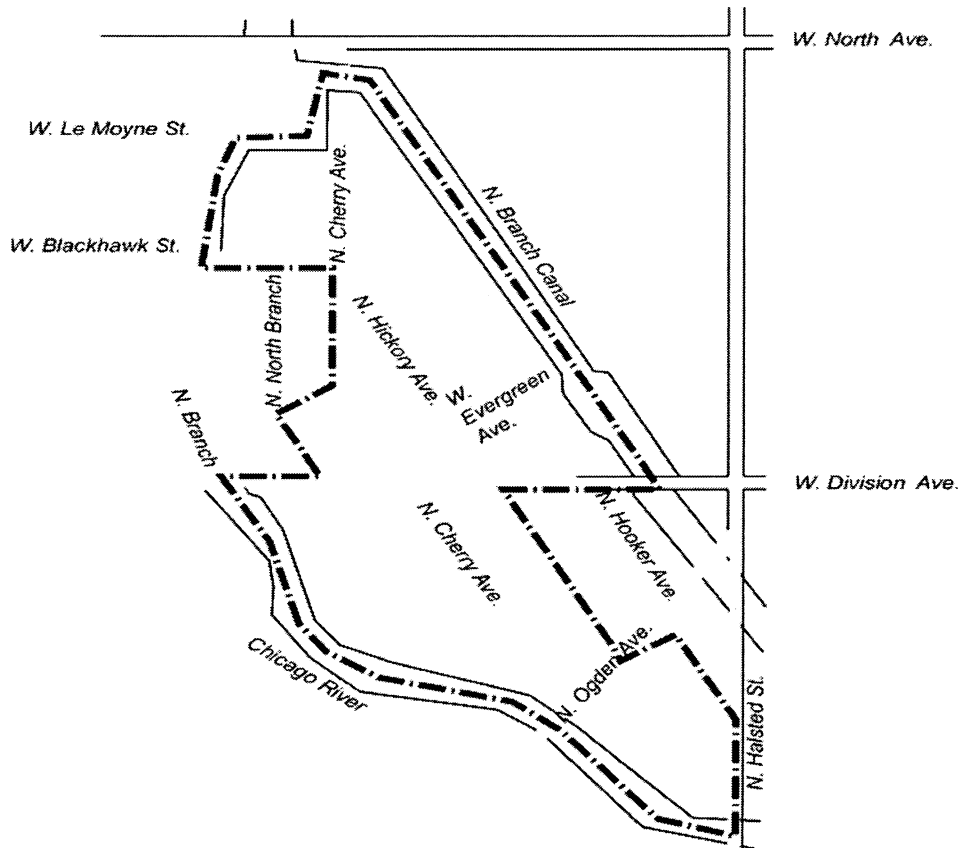 W. North Ave.
W. Le Moyne St.
N. Cherry Ave.
N. Branch Canal
W. Blackhawk St.
N. North Branch
N. Hickory Ave.
W.
Evergreen
Ave.
N. Branch
W. Division Ave.
N. Hooker Ave.
N. Cherry Ave.
Chicago River
N. Ogden Ave.
N. Halsted St.